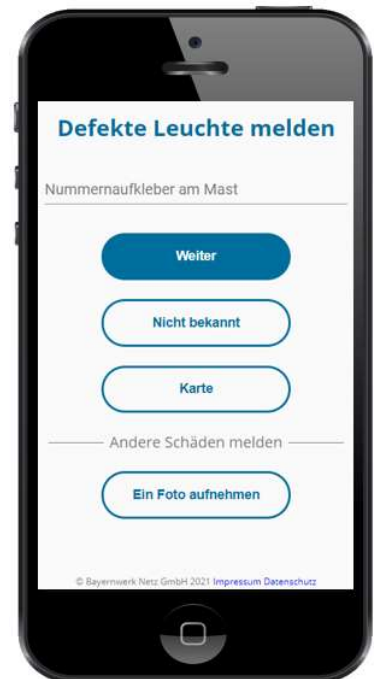 Defekte Leuchte melden
Nummernaufkleber am Mast
Weiter
Nicht bekannt
Karte
Andere Schäden melden
Ein Foto aufnehmen
© Bayernwerk Netz GmbH 2021 Impressum Datenschutz